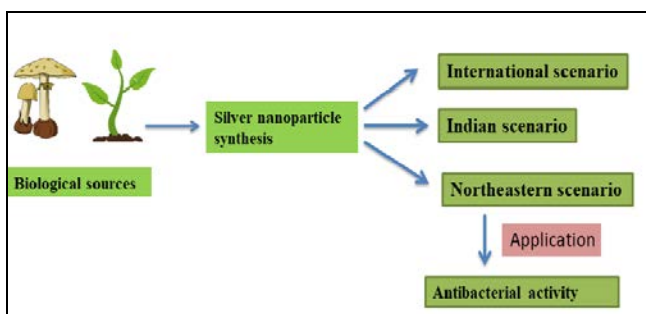 International scenario
Silver nanoparticle
synthesis
Indian scenario
Biological sources
Northeastern scenario
Application
Antibacterial activity